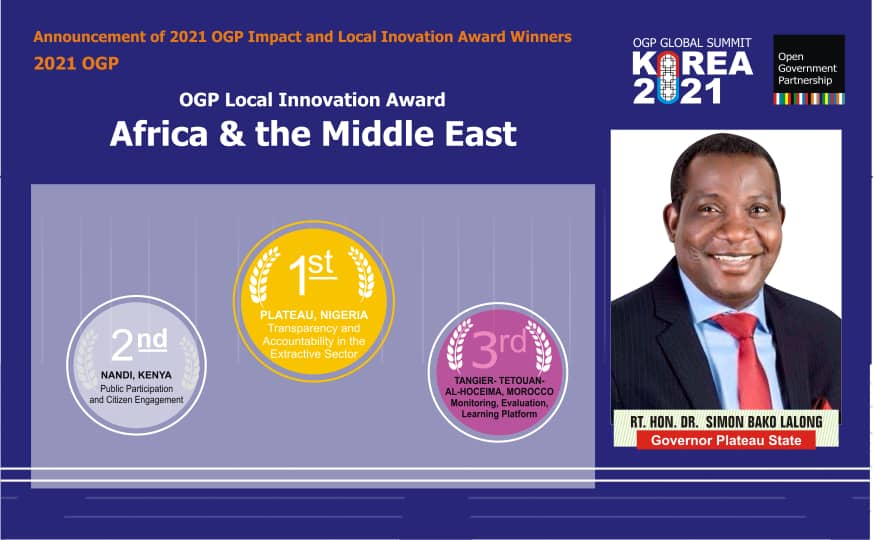 Announcement of 2021 OGP Impact and Local Inovation Award Winners
2021 OGP
OGP GLOBAL SUMMIT
KOREA
2021
Open
Government
Partnership
OGP Local Innovation Award
Africa & the Middle East
1st
PLATEAU, NIGERIA
Transparency and
Accountability in the
Extractive Sector
2nd
NANDI, KENYA
Public Participation
and Citizen Engagement
3rd
TANGIER- TETOUAN-
AL-HOCEIMA, MOROCCO
Monitoring, Evaluation,
Learning Platform
RT. HON. DR. SIMON BAKO LALONG
Governor Plateau State